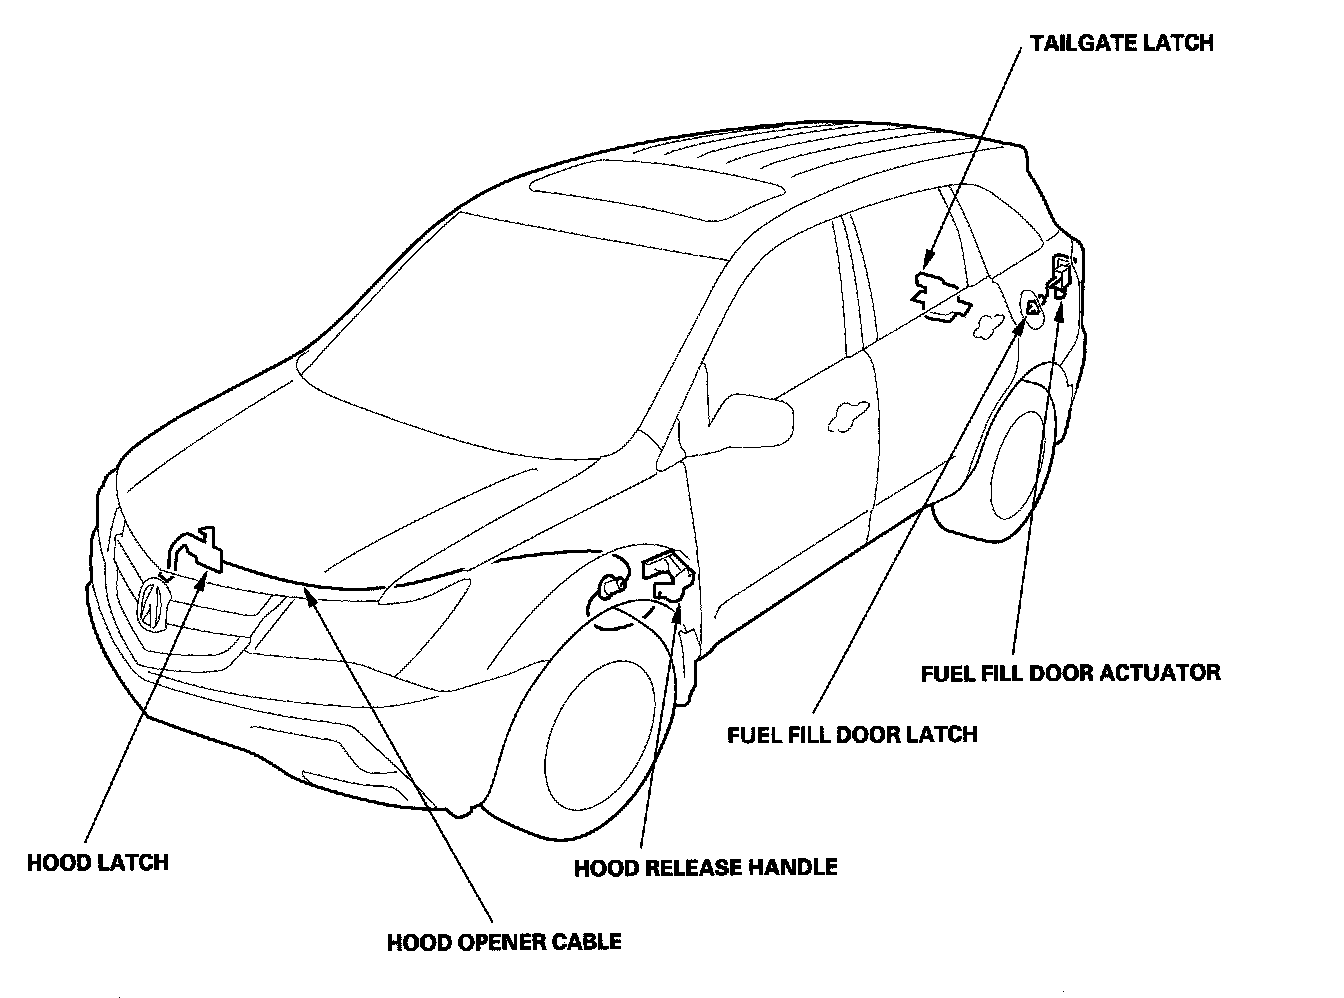 TAILGATE LATCH
FUEL FILL DOOR ACTUATOR
FUEL FILL DOOR LATCH
HOOD LATCH
HOOD RELEASE HANDLE
HOOD OPENER CABLE